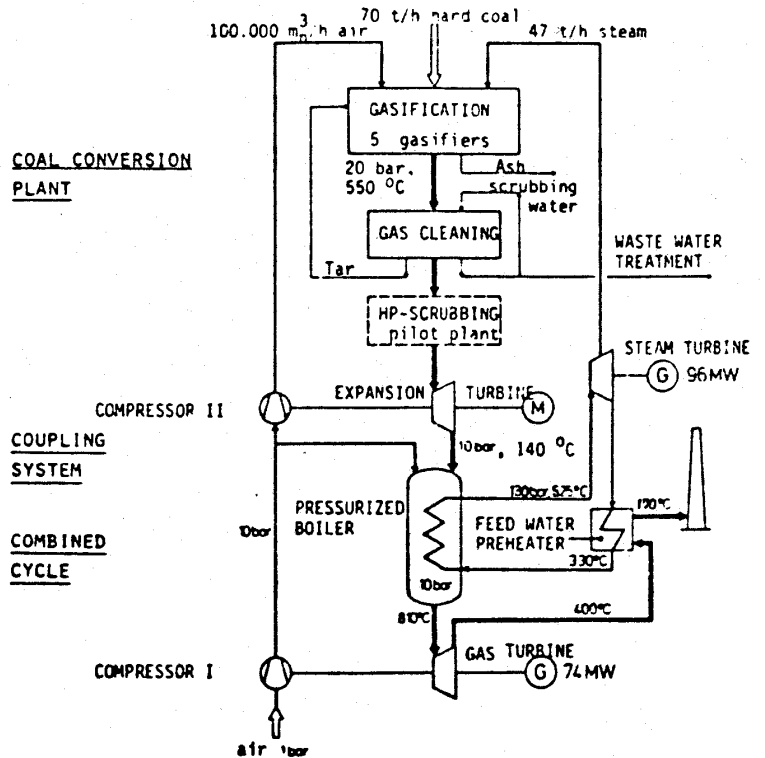 70 t/h hard coal
100.000 m³ₙ/h air
47 t/h steam
GASIFICATION
5 gasifiers
COAL CONVERSION
PLANT
20 bar.
550 °C
Ash
scrubbing
water
GAS CLEANING
WASTE WATER
TREATMENT
Tar
HP-SCRUBBING
pilot plant
STEAM TURBINE
G 96MW
EXPANSION TURBINE
M
COMPRESSOR II
COUPLING
SYSTEM
10bar, 140 °C
130bar, 525°C
PRESSURIZED
BOILER
170°C
FEED WATER
PREHEATER
COMBINED
CYCLE
10bar
330°C
10bar
810°C
400°C
GAS TURBINE
COMPRESSOR I
G 74MW
air 1bar